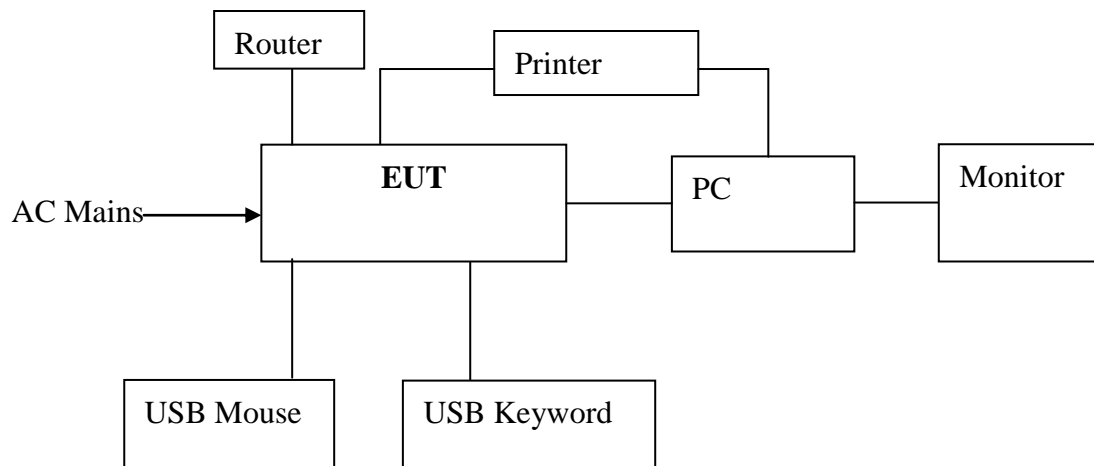 Router
Printer
EUT
PC
Monitor
AC Mains
USB Mouse
USB Keyword